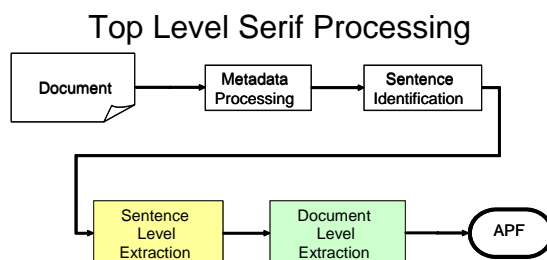 Top Level Serif Processing
Document
Metadata
Processing
Sentence
Identification
Sentence
Level
Extraction
Document
Level
Extraction
APF